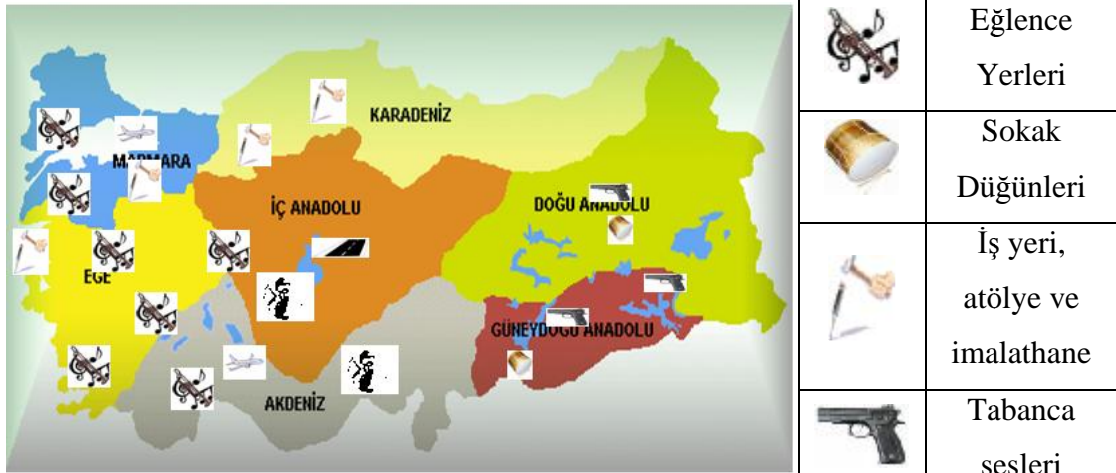 KARADENİZ
MARMARA
İÇ ANADOLU
DOĞU ANADOLU
EGE
GÜNEYDOĞU ANADOLU
AKDENİZ
Eğlence
Yerleri
Sokak
Düğünleri
İş yeri,
atölye ve
imalathane
Tabanca
sesleri